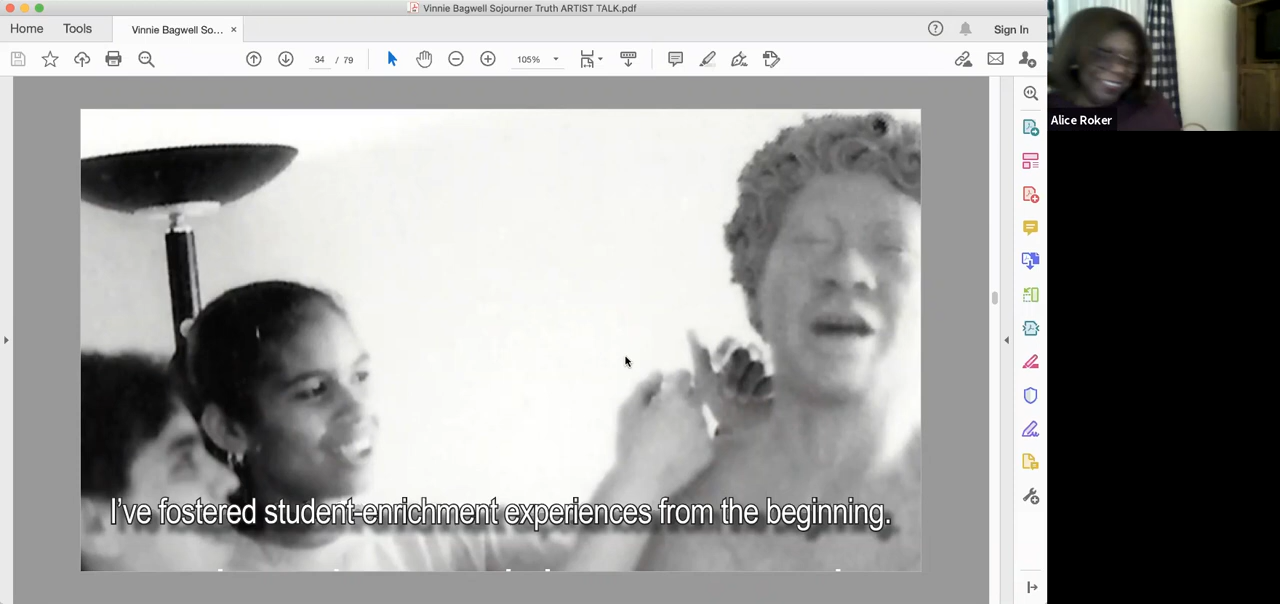 Vinnie Bagwell Sojourner Truth ARTIST TALK.pdf
Home
Tools
Vinnie Bagwell So... ×
Sign In
34 / 79
105%
Alice Roker
I've fostered student-enrichment experiences from the beginning.